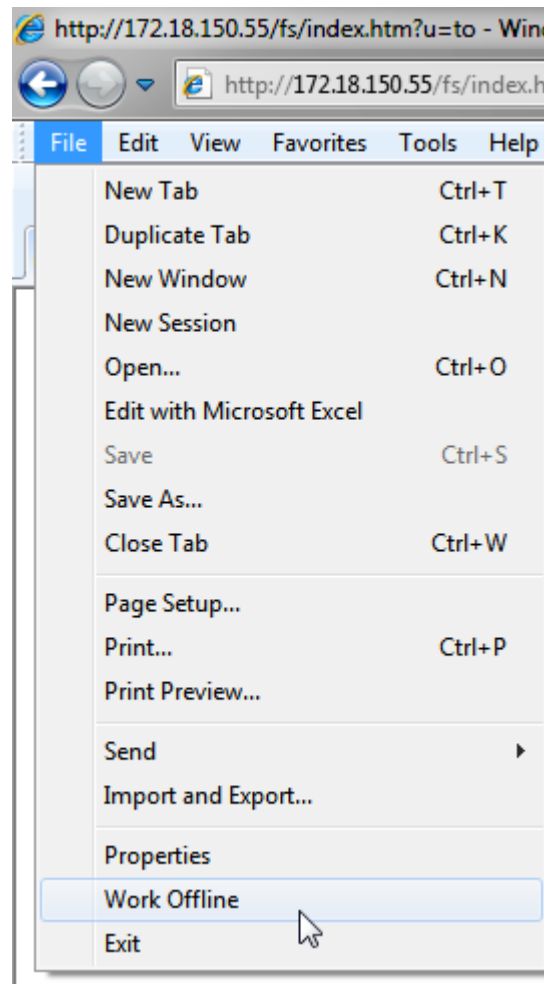 http://172.18.150.55/fs/index.htm?u=to - Win
http://172.18.150.55/fs/index.h
File Edit View Favorites Tools Help
New Tab Ctrl+T
Duplicate Tab Ctrl+K
New Window Ctrl+N
New Session
Open... Ctrl+O
Edit with Microsoft Excel
Save Ctrl+S
Save As...
Close Tab Ctrl+W
Page Setup...
Print... Ctrl+P
Print Preview...
Send
Import and Export...
Properties
Work Offline
Exit